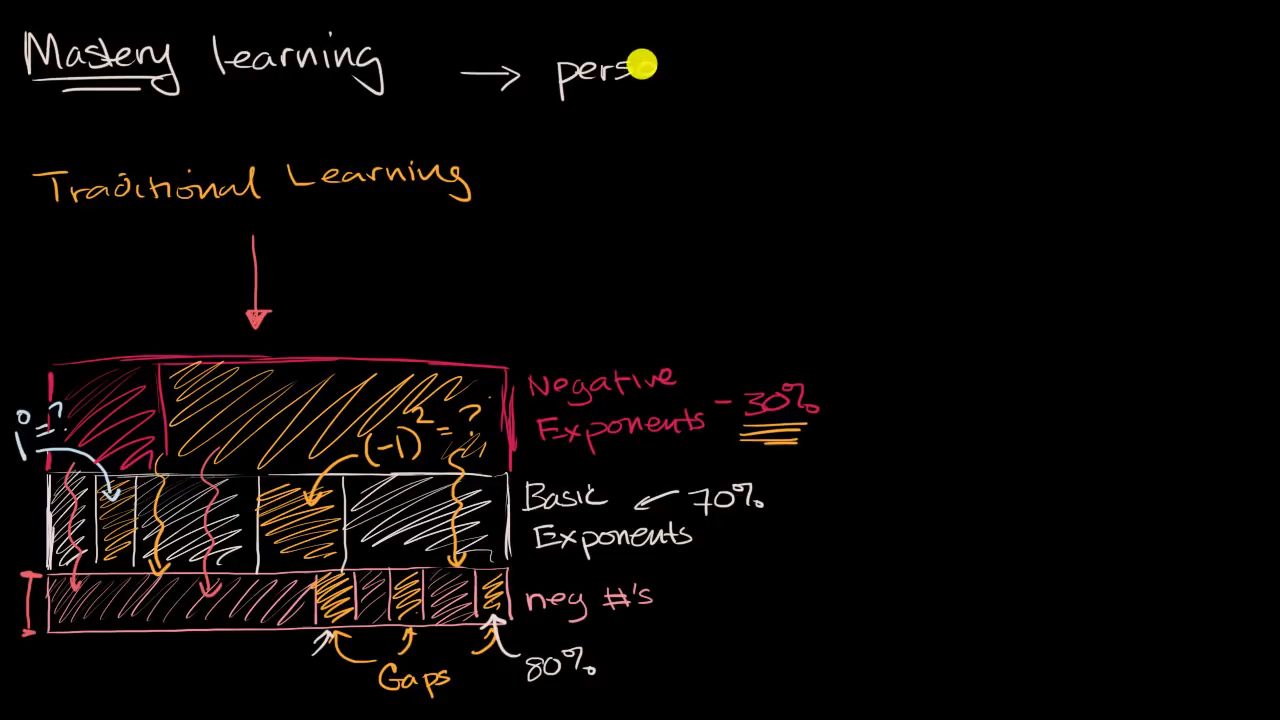 Mastery learning → pers
Traditional Learning
Negative
Exponents - 30%
1⁰ = ?
(-1)² = ?
Basic
Exponents
70%
neg #'s
80%
Gaps